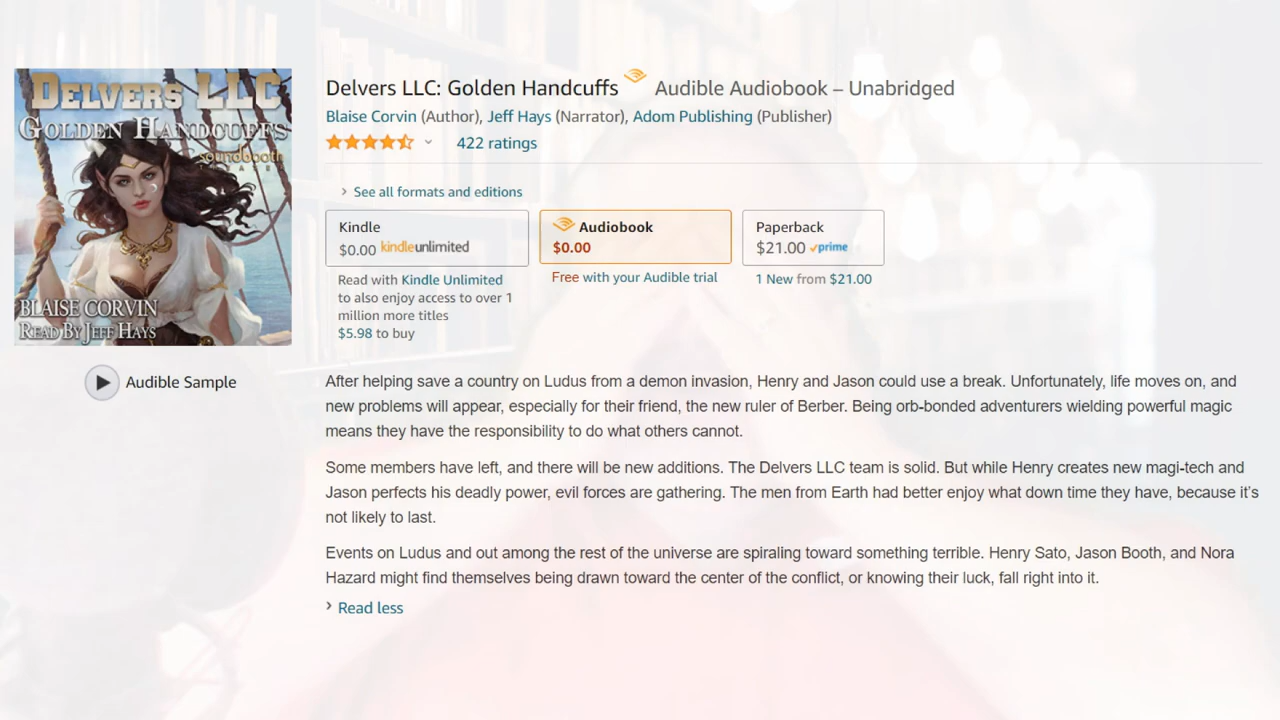 DELVERS LLC
GOLDEN HANDCUFFS
soundbooth
BLAISE CORVIN
READ BY JEFF HAYS
Audible Sample
Delvers LLC: Golden Handcuffs Audible Audiobook – Unabridged
Blaise Corvin (Author), Jeff Hays (Narrator), Adom Publishing (Publisher)
422 ratings
See all formats and editions
Kindle
$0.00 kindleunlimited
Read with Kindle Unlimited
to also enjoy access to over 1
million more titles
$5.98 to buy
Audiobook
$0.00
Free with your Audible trial
Paperback
$21.00 prime
1 New from $21.00
After helping save a country on Ludus from a demon invasion, Henry and Jason could use a break. Unfortunately, life moves on, and
new problems will appear, especially for their friend, the new ruler of Berber. Being orb-bonded adventurers wielding powerful magic
means they have the responsibility to do what others cannot.
Some members have left, and there will be new additions. The Delvers LLC team is solid. But while Henry creates new magi-tech and
Jason perfects his deadly power, evil forces are gathering. The men from Earth had better enjoy what down time they have, because it's
not likely to last.
Events on Ludus and out among the rest of the universe are spiraling toward something terrible. Henry Sato, Jason Booth, and Nora
Hazard might find themselves being drawn toward the center of the conflict, or knowing their luck, fall right into it.
Read less